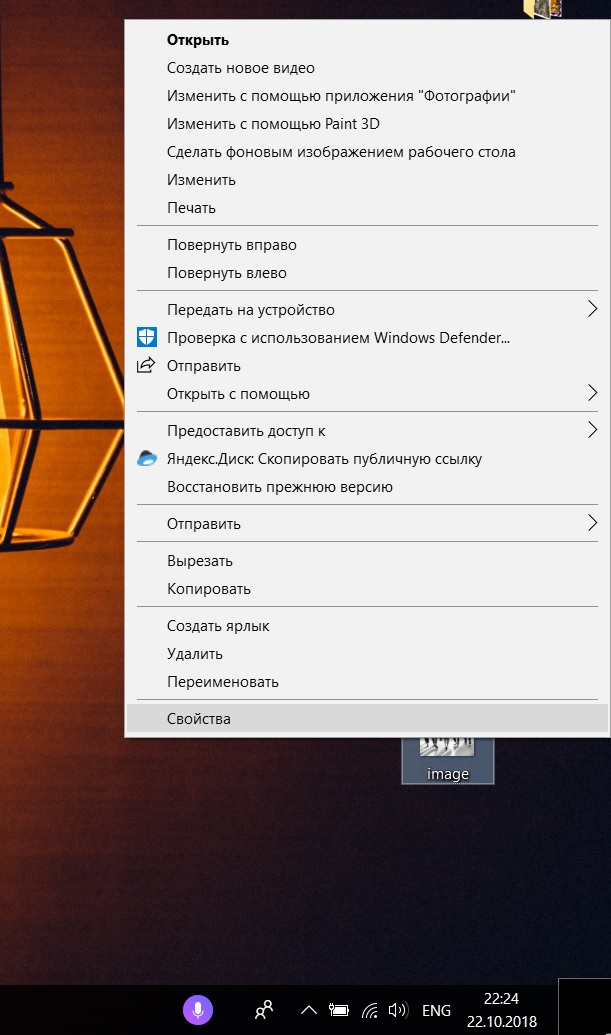 Открыть
Создать новое видео
Изменить с помощью приложения "Фотографии"
Изменить с помощью Paint 3D
Сделать фоновым изображением рабочего стола
Изменить
Печать
Повернуть вправо
Повернуть влево
Передать на устройство
Проверка с использованием Windows Defender...
Отправить
Открыть с помощью
Предоставить доступ к
Яндекс.Диск: Скопировать публичную ссылку
Восстановить прежнюю версию
Отправить
Вырезать
Копировать
Создать ярлык
Удалить
Переименовать
Свойства
image
ENG
22:24
22.10.2018